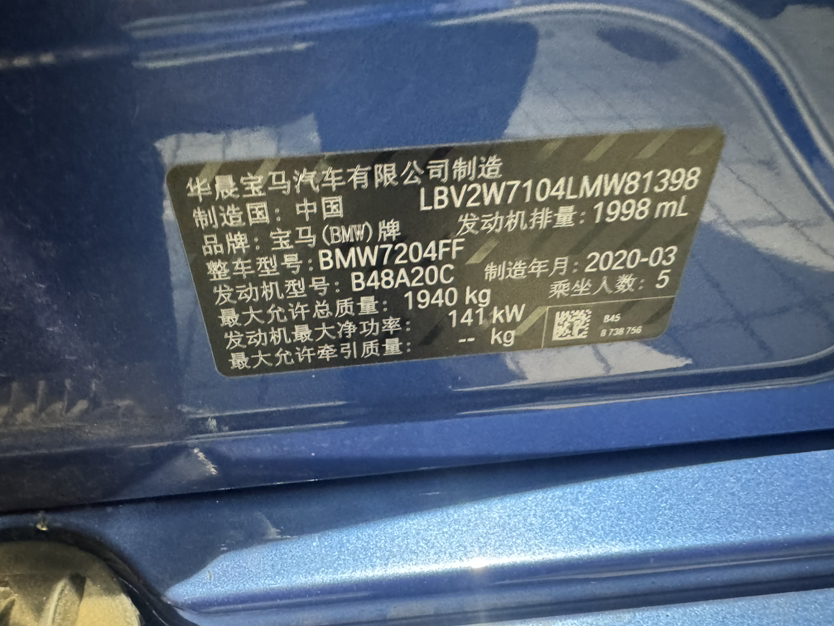 华晨宝马汽车有限公司制造
制造国：中国 LBV2W7104LMW81398
品牌：宝马(BMW)牌 发动机排量：1998 mL
整车型号：BMW7204FF
发动机型号：B48A20C 制造年月：2020-03
最大允许总质量：1940 kg 乘坐人数：5
发动机最大净功率： 141 kW
最大允许牵引质量： -- kg
B45
8 738 756